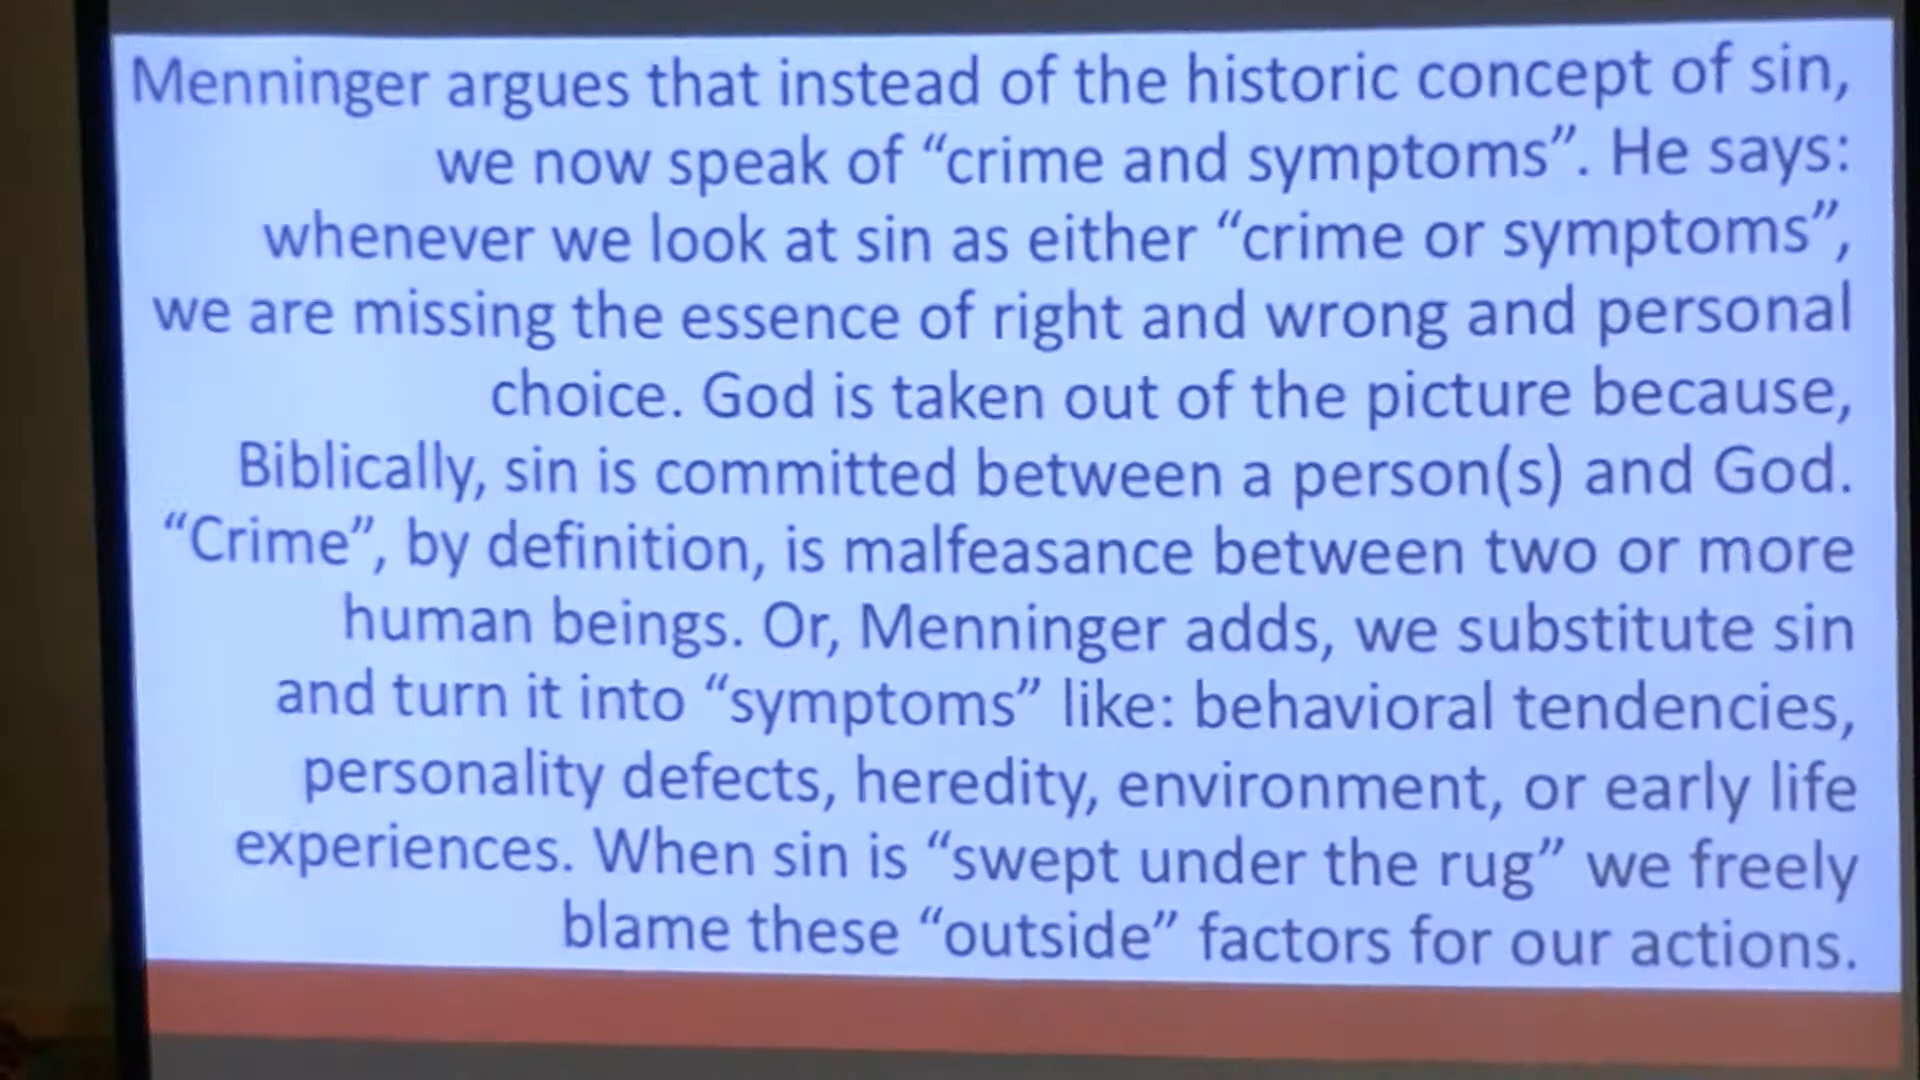 Menninger argues that instead of the historic concept of sin,
we now speak of “crime and symptoms”. He says:
whenever we look at sin as either “crime or symptoms”,
we are missing the essence of right and wrong and personal
choice. God is taken out of the picture because,
Biblically, sin is committed between a person(s) and God.
“Crime”, by definition, is malfeasance between two or more
human beings. Or, Menninger adds, we substitute sin
and turn it into “symptoms” like: behavioral tendencies,
personality defects, heredity, environment, or early life
experiences. When sin is “swept under the rug” we freely
blame these “outside” factors for our actions.